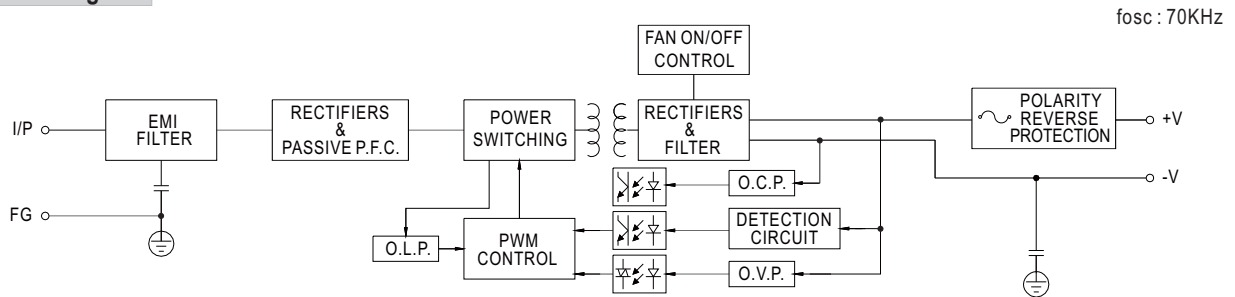 fosc : 70KHz
FAN ON/OFF
CONTROL
I/P
EMI
FILTER
RECTIFIERS
&
PASSIVE P.F.C.
POWER
SWITCHING
RECTIFIERS
&
FILTER
POLARITY
REVERSE
PROTECTION
+V
-V
O.C.P.
FG
DETECTION
CIRCUIT
O.L.P.
PWM
CONTROL
O.V.P.